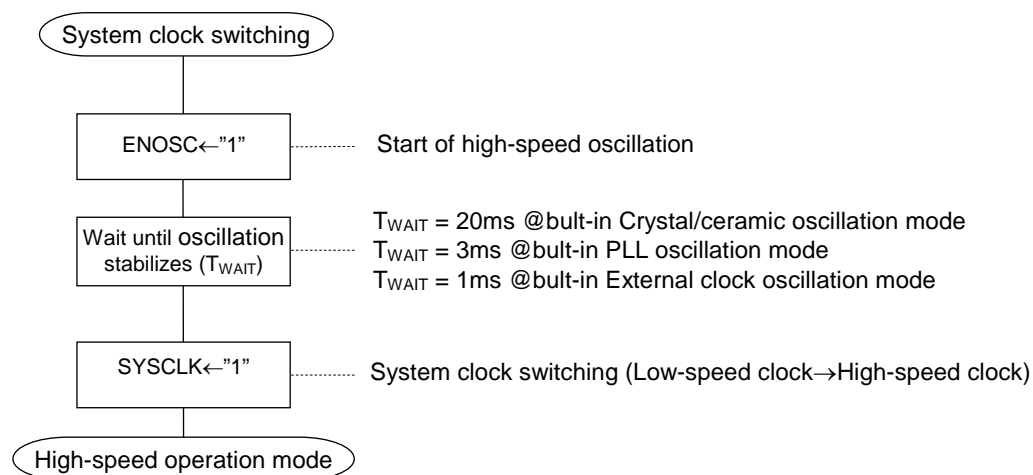 System clock switching
ENOSC←"1"
Start of high-speed oscillation
Wait until oscillation
stabilizes (TWAIT)
TWAIT = 20ms @bult-in Crystal/ceramic oscillation mode
TWAIT = 3ms @bult-in PLL oscillation mode
TWAIT = 1ms @bult-in External clock oscillation mode
SYSCLK←"1"
System clock switching (Low-speed clock→High-speed clock)
High-speed operation mode